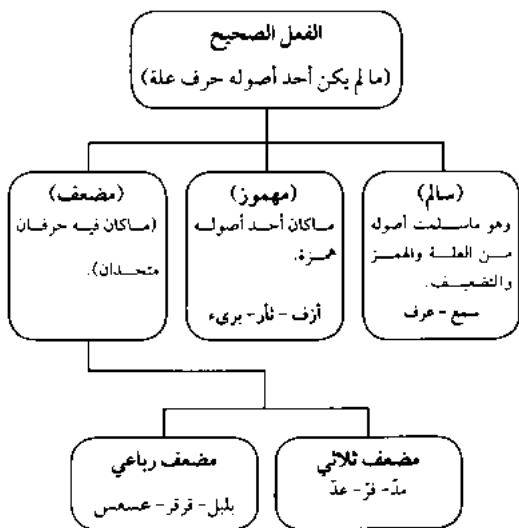 الفعل الصحيح
(ما لم يكن أحد أصوله حرف علة)
(سالم)
وهو ماسلمت أصوله
من العلة والهمز
والتضعيف.
سمع - عرف
(مهموز)
ماكان أحد أصوله
همزة.
أزف - ثأر - برىء
(مضعف)
(ماكان فيه حرفان
متحدان).
مضعف ثلاثي
مدّ - فرّ - عدّ
مضعف رباعي
بلبل - قرقر - عسعس